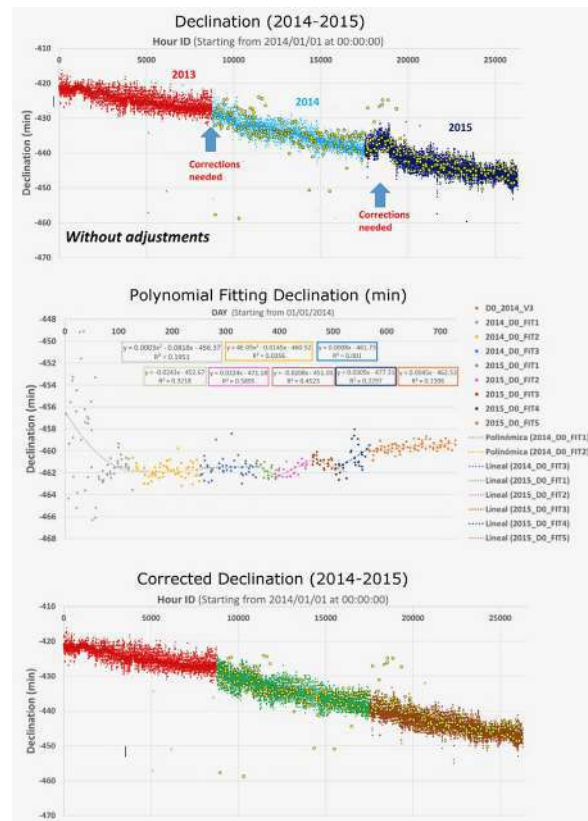 Declination (2014-2015)
Hour ID (Starting from 2014/01/01 at 00:00:00)
0 5000 10000 15000 20000 25000
-410
-420
-430
-440
-450
-460
-470
Declination (min)
2013
2014
2015
Corrections
needed
Corrections
needed
Without adjustments
Polynomial Fitting Declination (min)
DAY (Starting from 01/01/2014)
0 100 200 300 400 500 600 700
-448
-450
-452
-454
-456
-458
-460
-462
-464
-466
-468
Declination (min)
R² = 0.1951
D0_2014_V3
2014_D0_FIT1
2014_D0_FIT2
2014_D0_FIT3
2015_D0_FIT1
2015_D0_FIT2
2015_D0_FIT3
2015_D0_FIT4
2015_D0_FIT5
Polinómica (2014_D0_FIT1)
Polinómica (2014_D0_FIT2)
Lineal (2014_D0_FIT3)
Lineal (2015_D0_FIT1)
Lineal (2015_D0_FIT2)
Lineal (2015_D0_FIT3)
Lineal (2015_D0_FIT4)
Lineal (2015_D0_FIT5)
Corrected Declination (2014-2015)
Hour ID (Starting from 2014/01/01 at 00:00:00)
0 5000 10000 15000 20000 25000
-410
-420
-430
-440
-450
-460
-470
Declination (min)